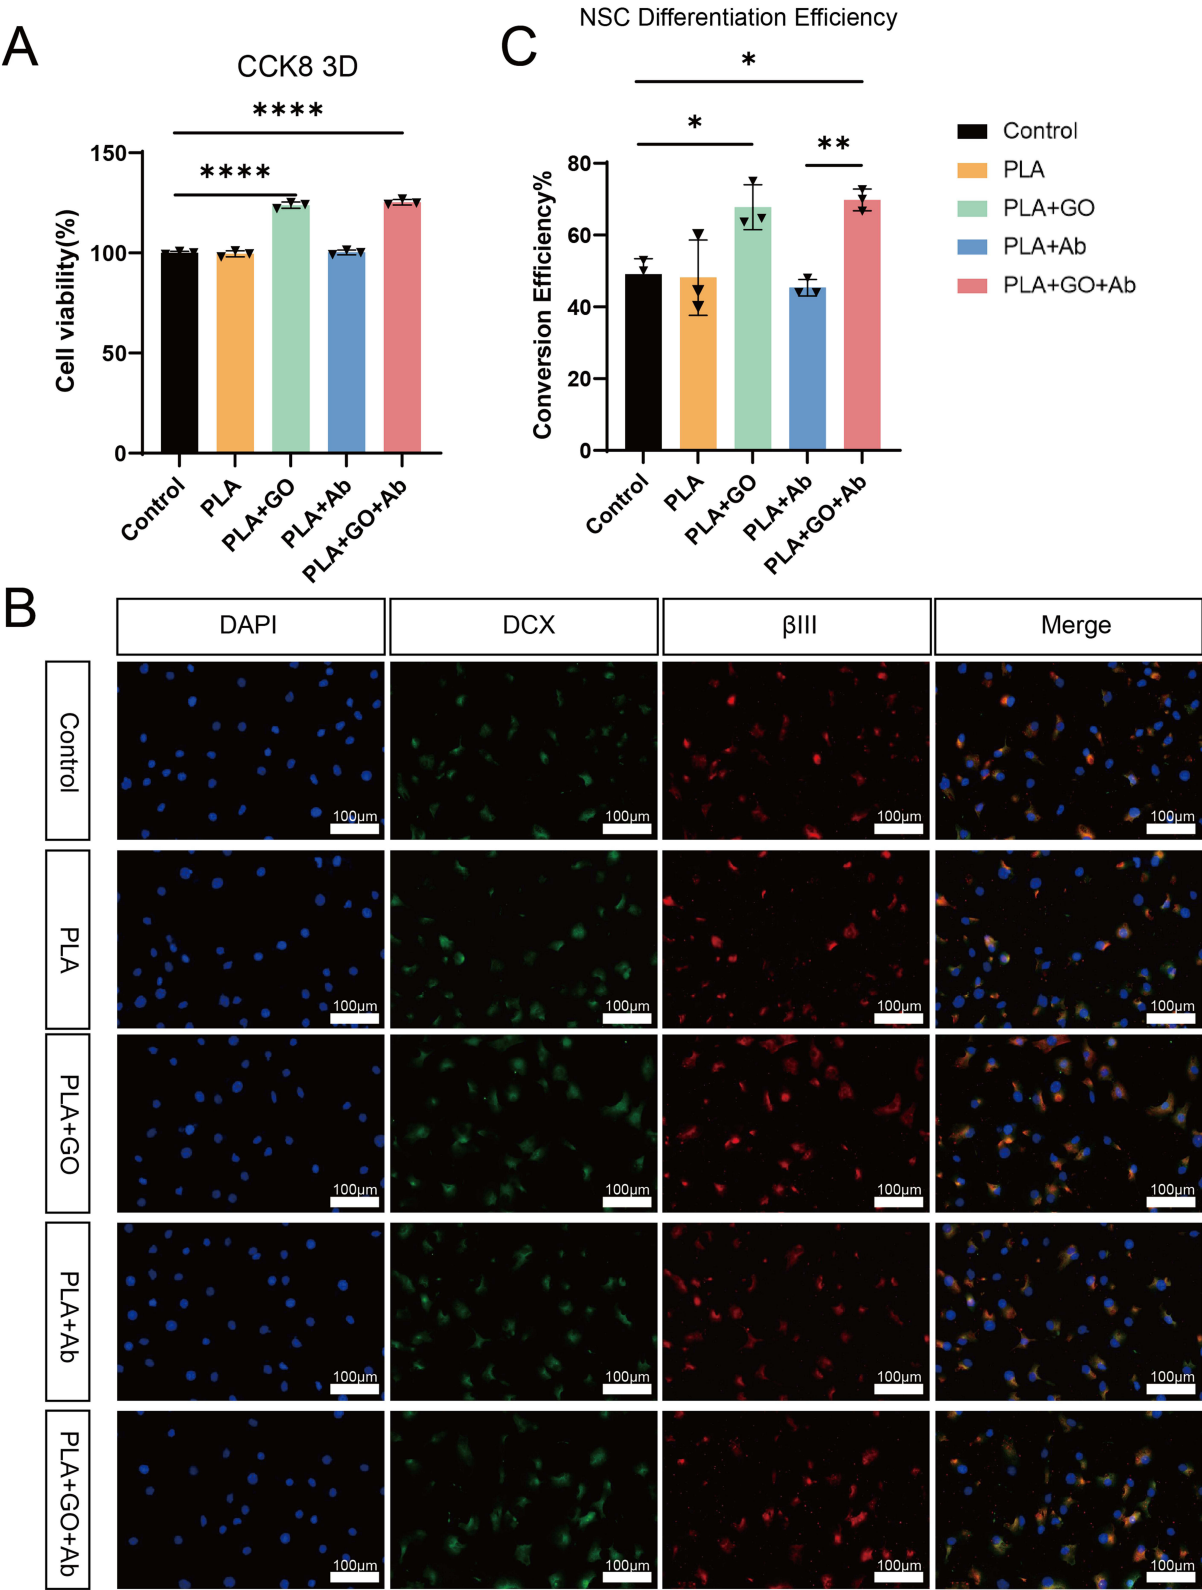 A
CCK8 3D
****
****
Cell viability(%)
150
100
50
0
Control
PLA
PLA+GO
PLA+Ab
PLA+GO+Ab
C
NSC Differentiation Efficiency
*
*
**
Conversion Efficiency%
80
60
40
20
0
Control
PLA
PLA+GO
PLA+Ab
PLA+GO+Ab
Control
PLA
PLA+GO
PLA+Ab
PLA+GO+Ab
B
DAPI
DCX
βIII
Merge
Control
100μm
100μm
100μm
100μm
PLA
100μm
100μm
100μm
100μm
PLA+GO
100μm
100μm
100μm
100μm
PLA+Ab
100μm
100μm
100μm
100μm
PLA+GO+Ab
100μm
100μm
100μm
100μm